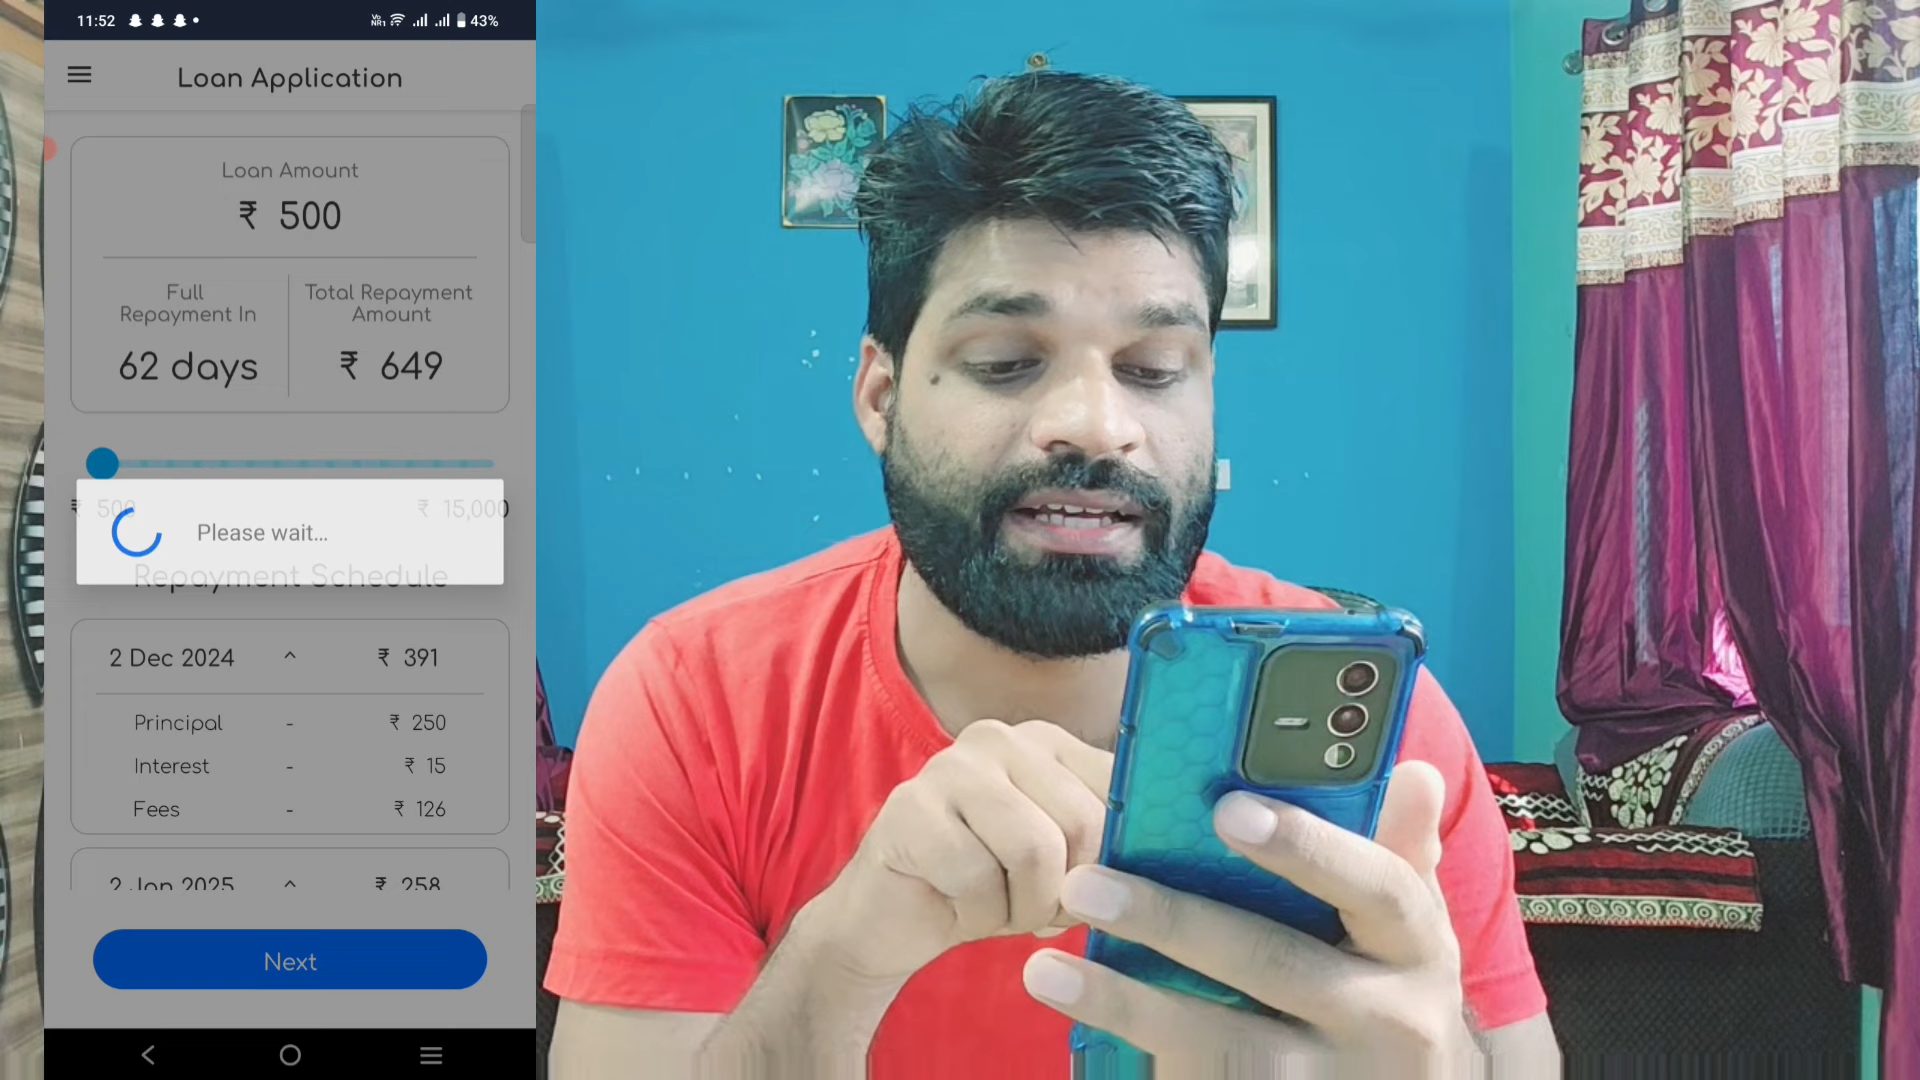 11:52
Vo
NR1
43%
Loan Application
Loan Amount
₹ 500
Full
Repayment In
62 days
Total Repayment
Amount
₹ 649
₹ 500
₹ 15,000
Please wait...
Repayment Schedule
2 Dec 2024 ^ ₹ 391
Principal - ₹ 250
Interest - ₹ 15
Fees - ₹ 126
2 Jan 2025 ^ ₹ 258
Next